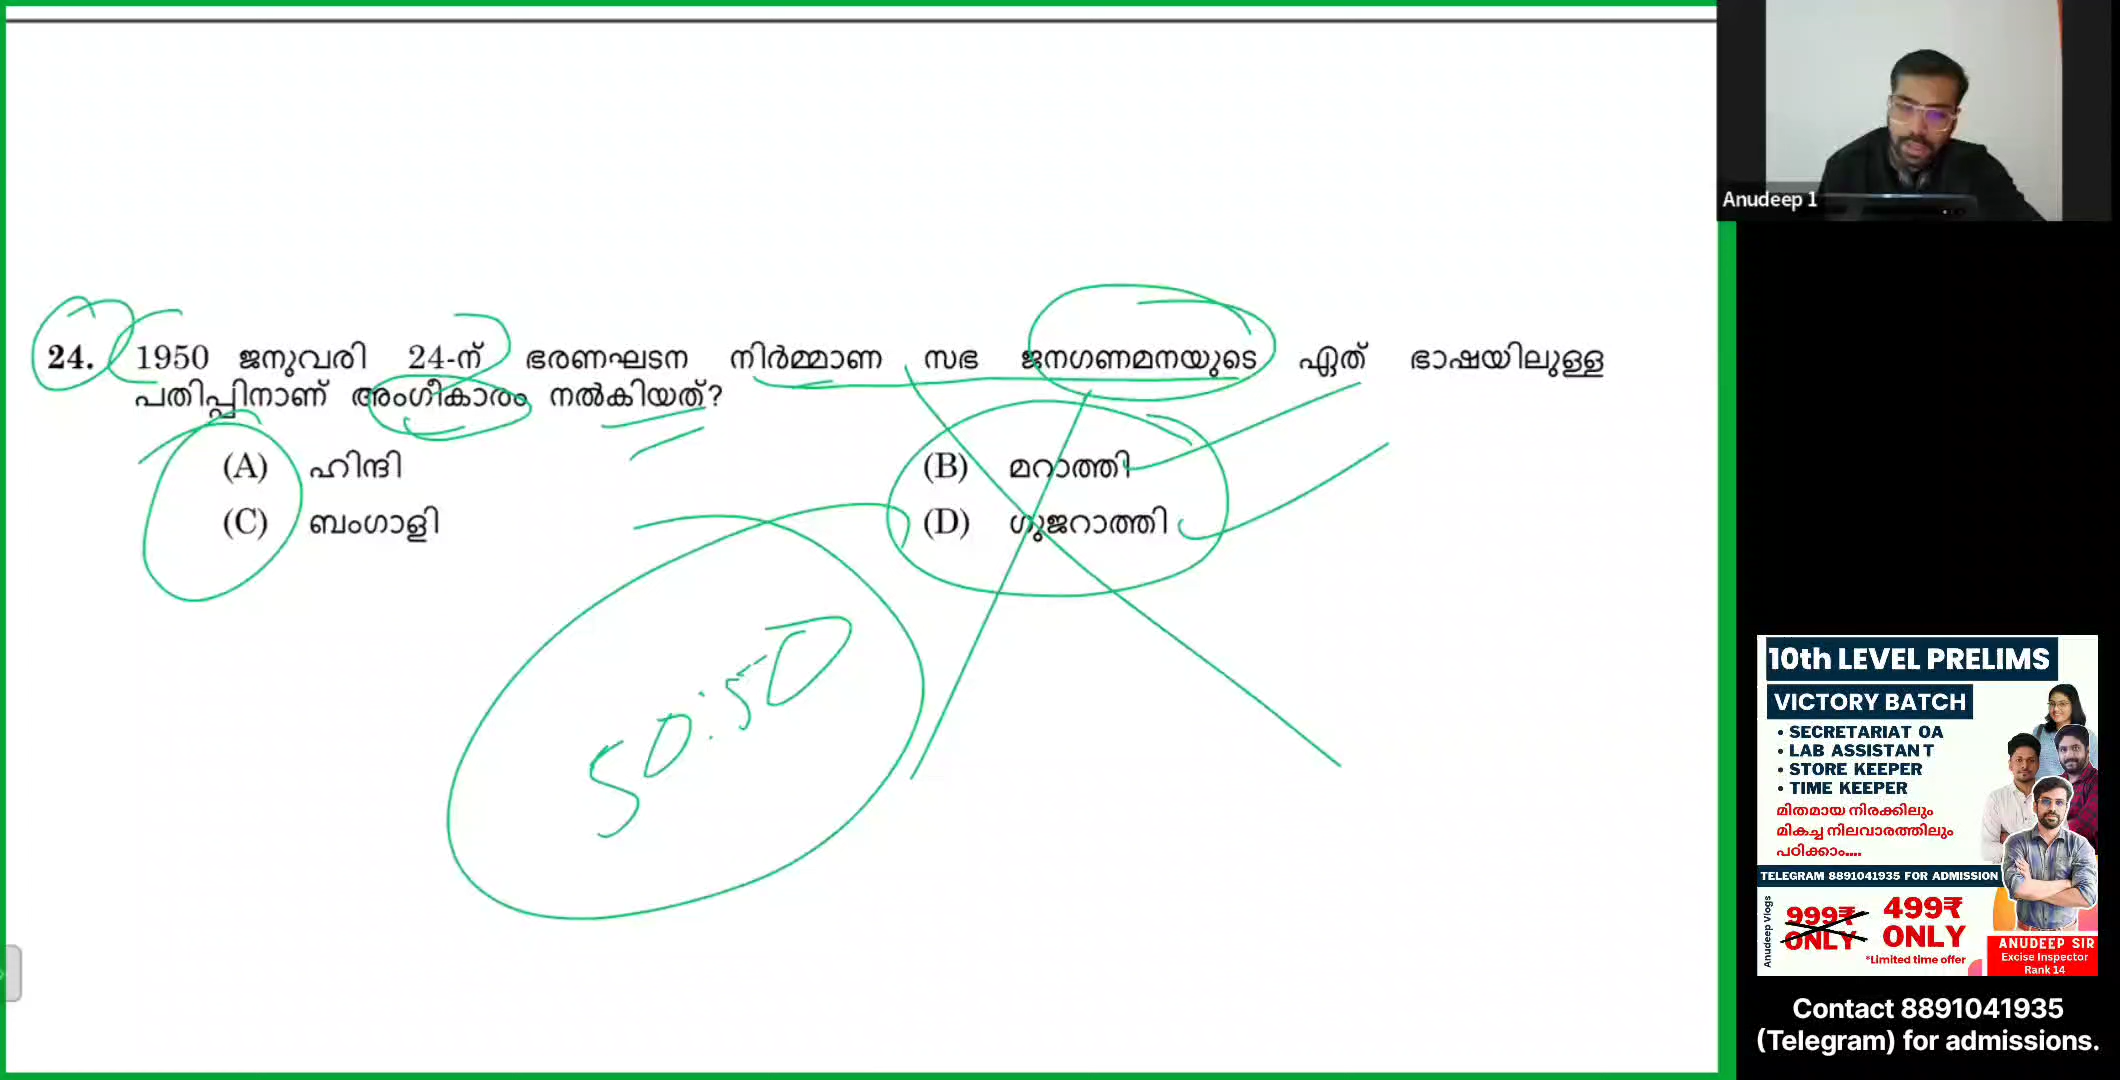 Anudeep 1
24. 1950 ജനുവരി 24-ന് ഭരണഘടന നിർമ്മാണ സഭ ജനഗണമനയുടെ ഏത് ഭാഷയിലുള്ള
പതിപ്പിനാണ് അംഗീകാരം നൽകിയത്?
(A) ഹിന്ദി (B) മറാത്തി
(C) ബംഗാളി (D) ഗുജറാത്തി
50:50
10th LEVEL PRELIMS
VICTORY BATCH
• SECRETARIAT OA
• LAB ASSISTANT
• STORE KEEPER
• TIME KEEPER
മിതമായ നിരക്കിലും
മികച്ച നിലവാരത്തിലും
പഠിക്കാം....
TELEGRAM 8891041935 FOR ADMISSION
Anudeep Vlogs
999₹ ONLY
499₹ ONLY
*Limited time offer
ANUDEEP SIR
Excise Inspector
Rank 14
Contact 8891041935
(Telegram) for admissions.